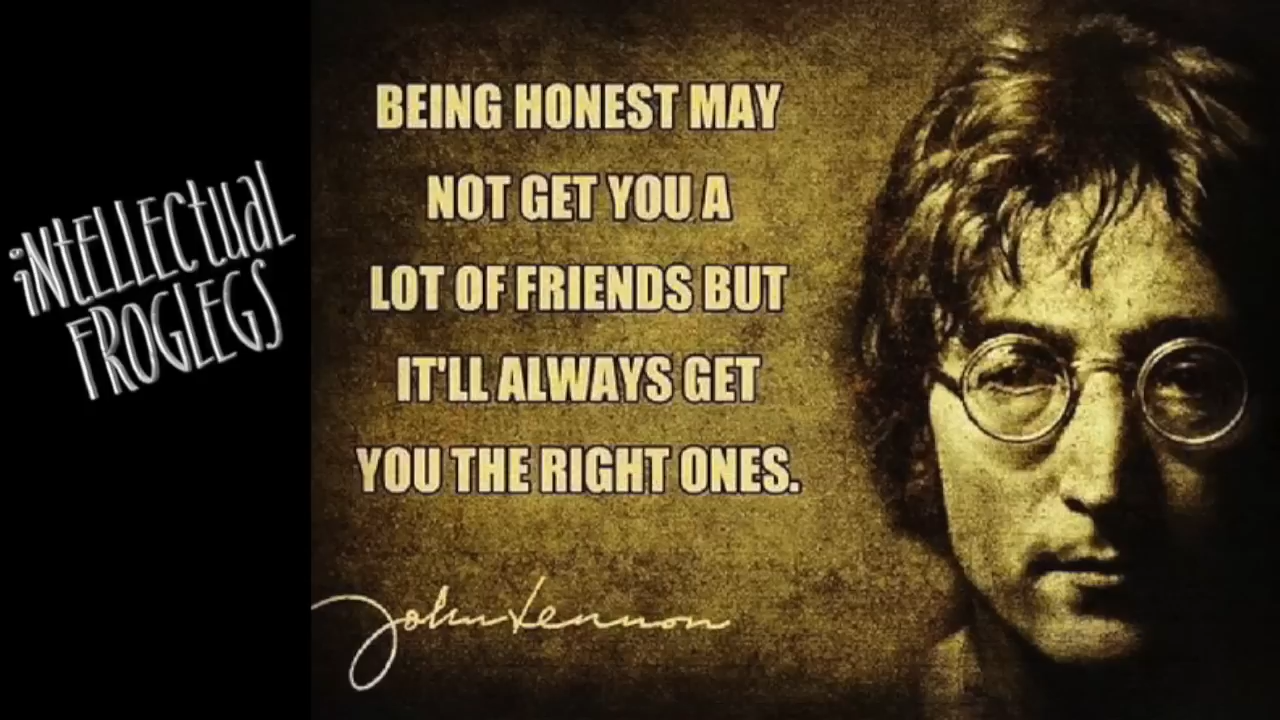 iNtELLECtual
FROGLEGS
BEING HONEST MAY
NOT GET YOU A
LOT OF FRIENDS BUT
IT'LL ALWAYS GET
YOU THE RIGHT ONES.
John Lennon